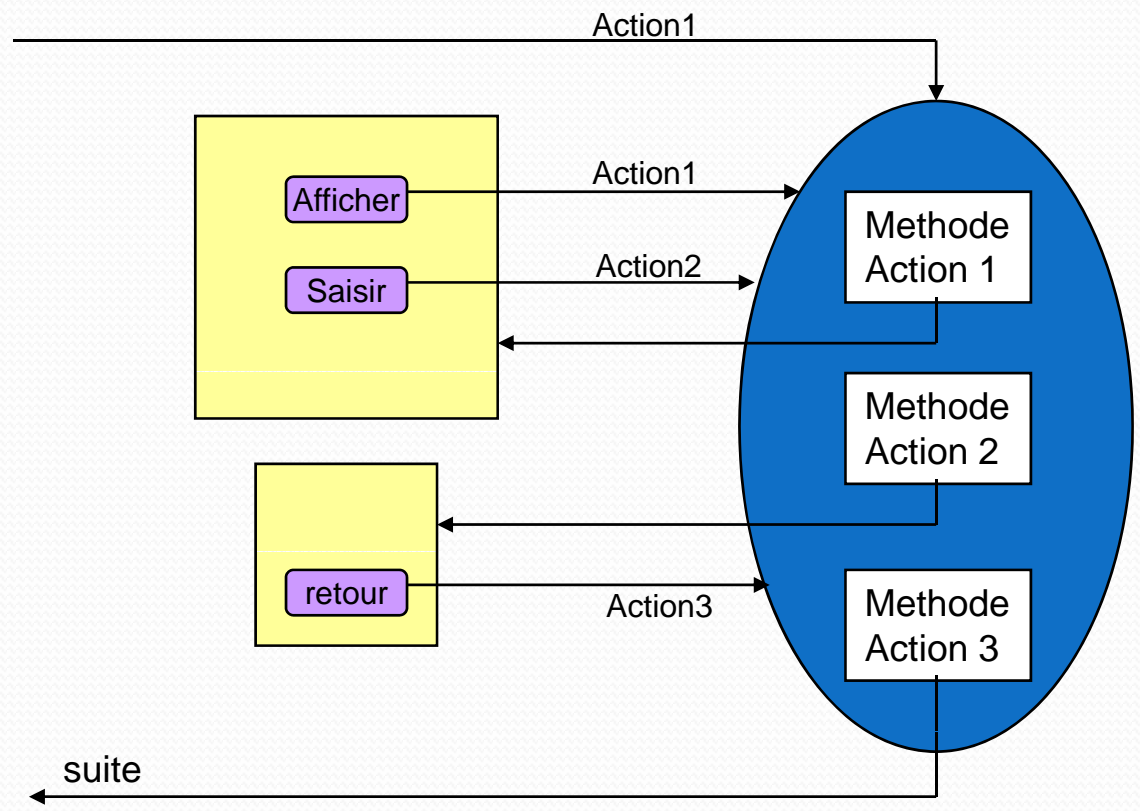 Action1
Afficher
Action1
Methode
Action 1
Saisir
Action2
Methode
Action 2
retour
Action3
Methode
Action 3
suite